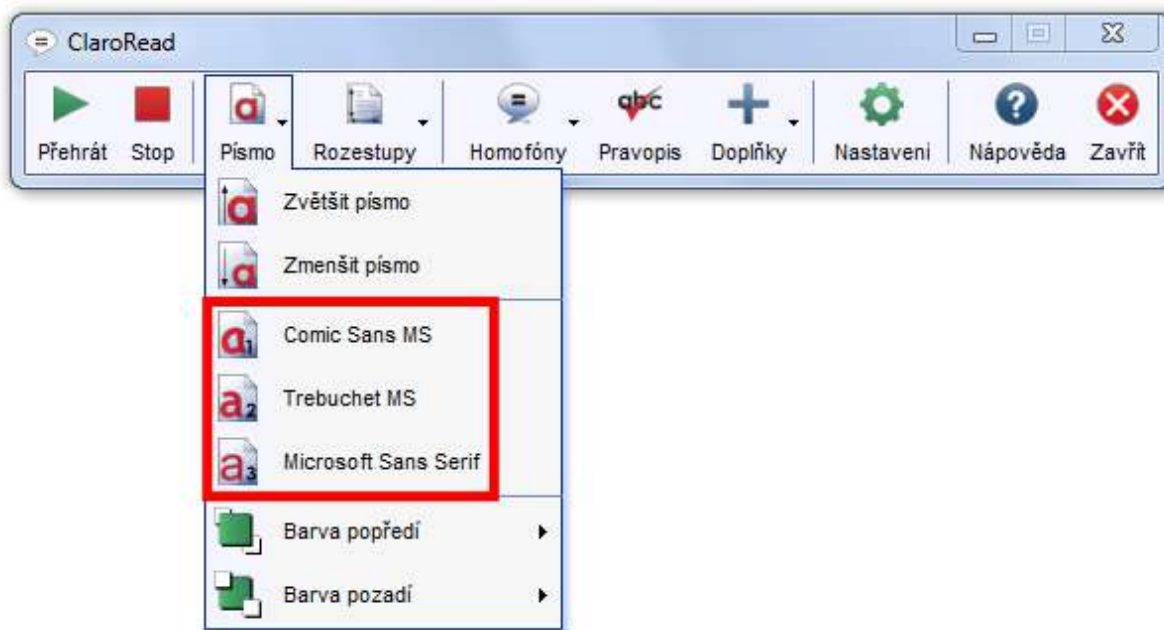 ClaroRead
Přehrát Stop Písmo Rozestupy Homofóny Pravopis Doplňky Nastaveni Nápověda Zavřít
Zvětšit písmo
Zmenšit písmo
Comic Sans MS
Trebuchet MS
Microsoft Sans Serif
Barva popředí
Barva pozadí